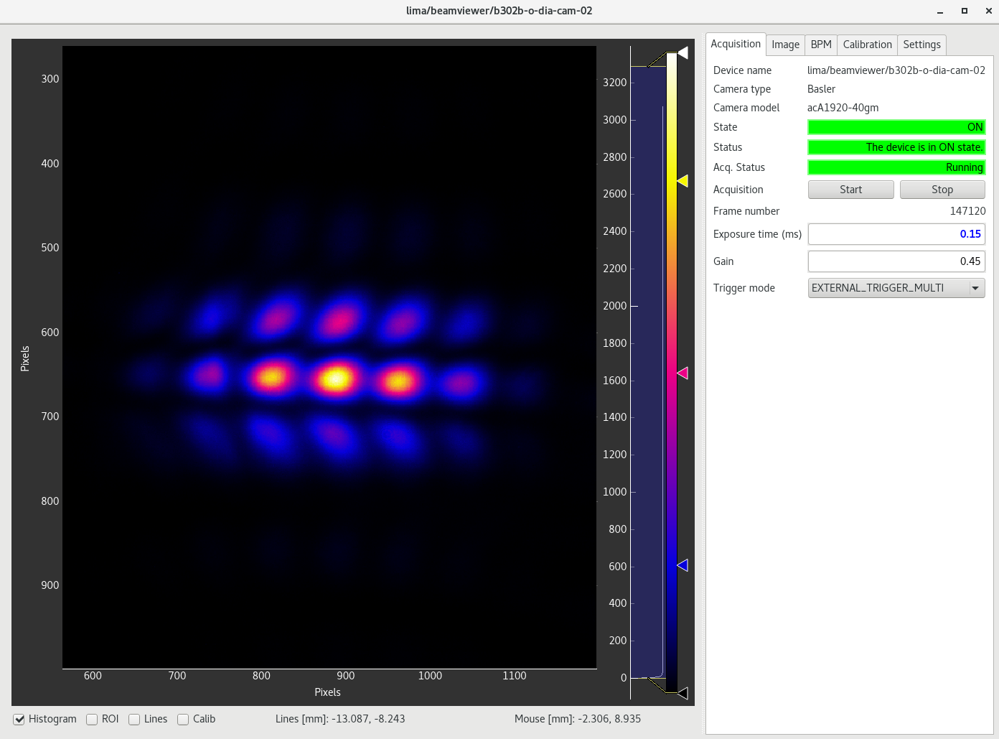 lima/beamviewer/b302b-o-dia-cam-02
300
400
500
600
700
800
900
Pixels
600 700 800 900 1000 1100
Pixels
3200
3000
2800
2600
2400
2200
2000
1800
1600
1400
1200
1000
800
600
400
200
0
Histogram ROI Lines Calib Lines [mm]: -13.087, -8.243 Mouse [mm]: -2.306, 8.935
Acquisition Image BPM Calibration Settings
Device name lima/beamviewer/b302b-o-dia-cam-02
Camera type Basler
Camera model acA1920-40gm
State ON
Status The device is in ON state.
Acq. Status Running
Acquisition Start Stop
Frame number 147120
Exposure time (ms) 0.15
Gain 0.45
Trigger mode EXTERNAL_TRIGGER_MULTI